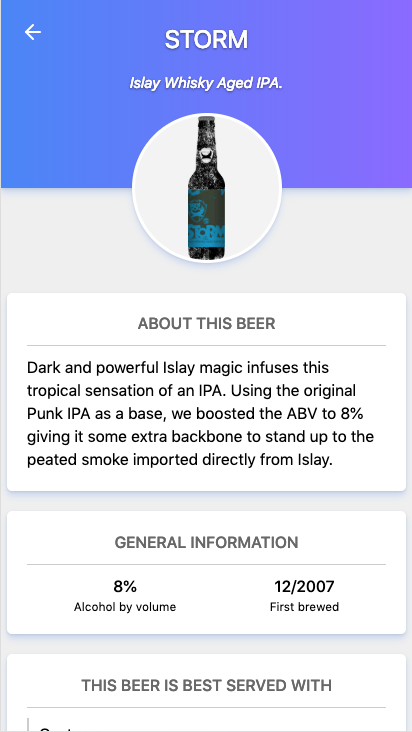 STORM
Islay Whisky Aged IPA.
STORM
ABOUT THIS BEER
Dark and powerful Islay magic infuses this
tropical sensation of an IPA. Using the original
Punk IPA as a base, we boosted the ABV to 8%
giving it some extra backbone to stand up to the
peated smoke imported directly from Islay.
GENERAL INFORMATION
8%
Alcohol by volume
12/2007
First brewed
THIS BEER IS BEST SERVED WITH